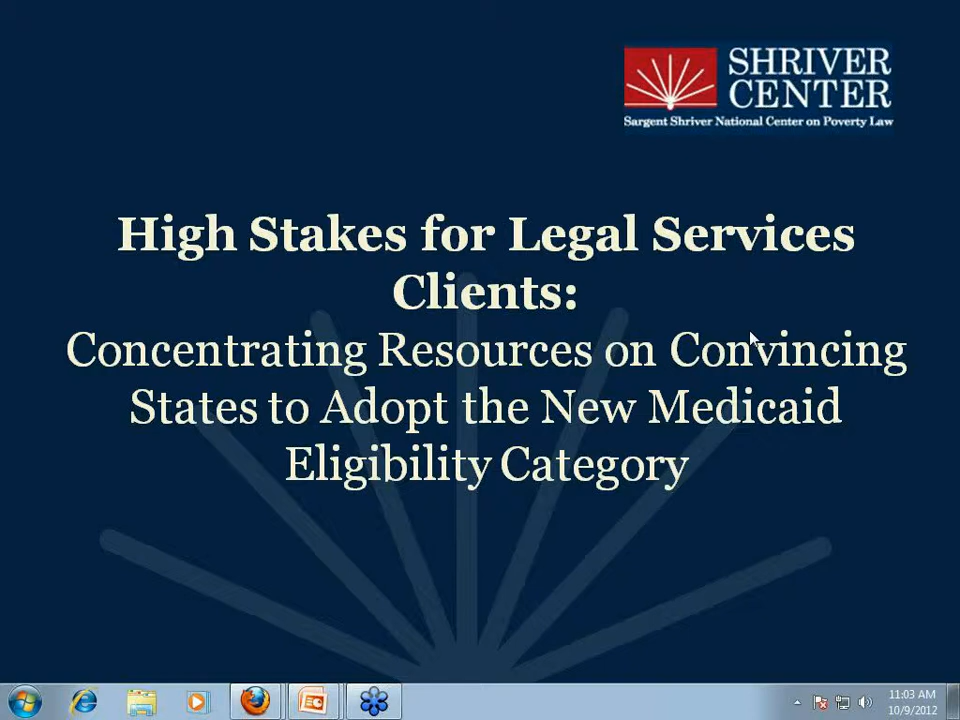 SHRIVER
CENTER
Sargent Shriver National Center on Poverty Law
High Stakes for Legal Services
Clients:
Concentrating Resources on Convincing
States to Adopt the New Medicaid
Eligibility Category
11:03 AM
10/9/2012